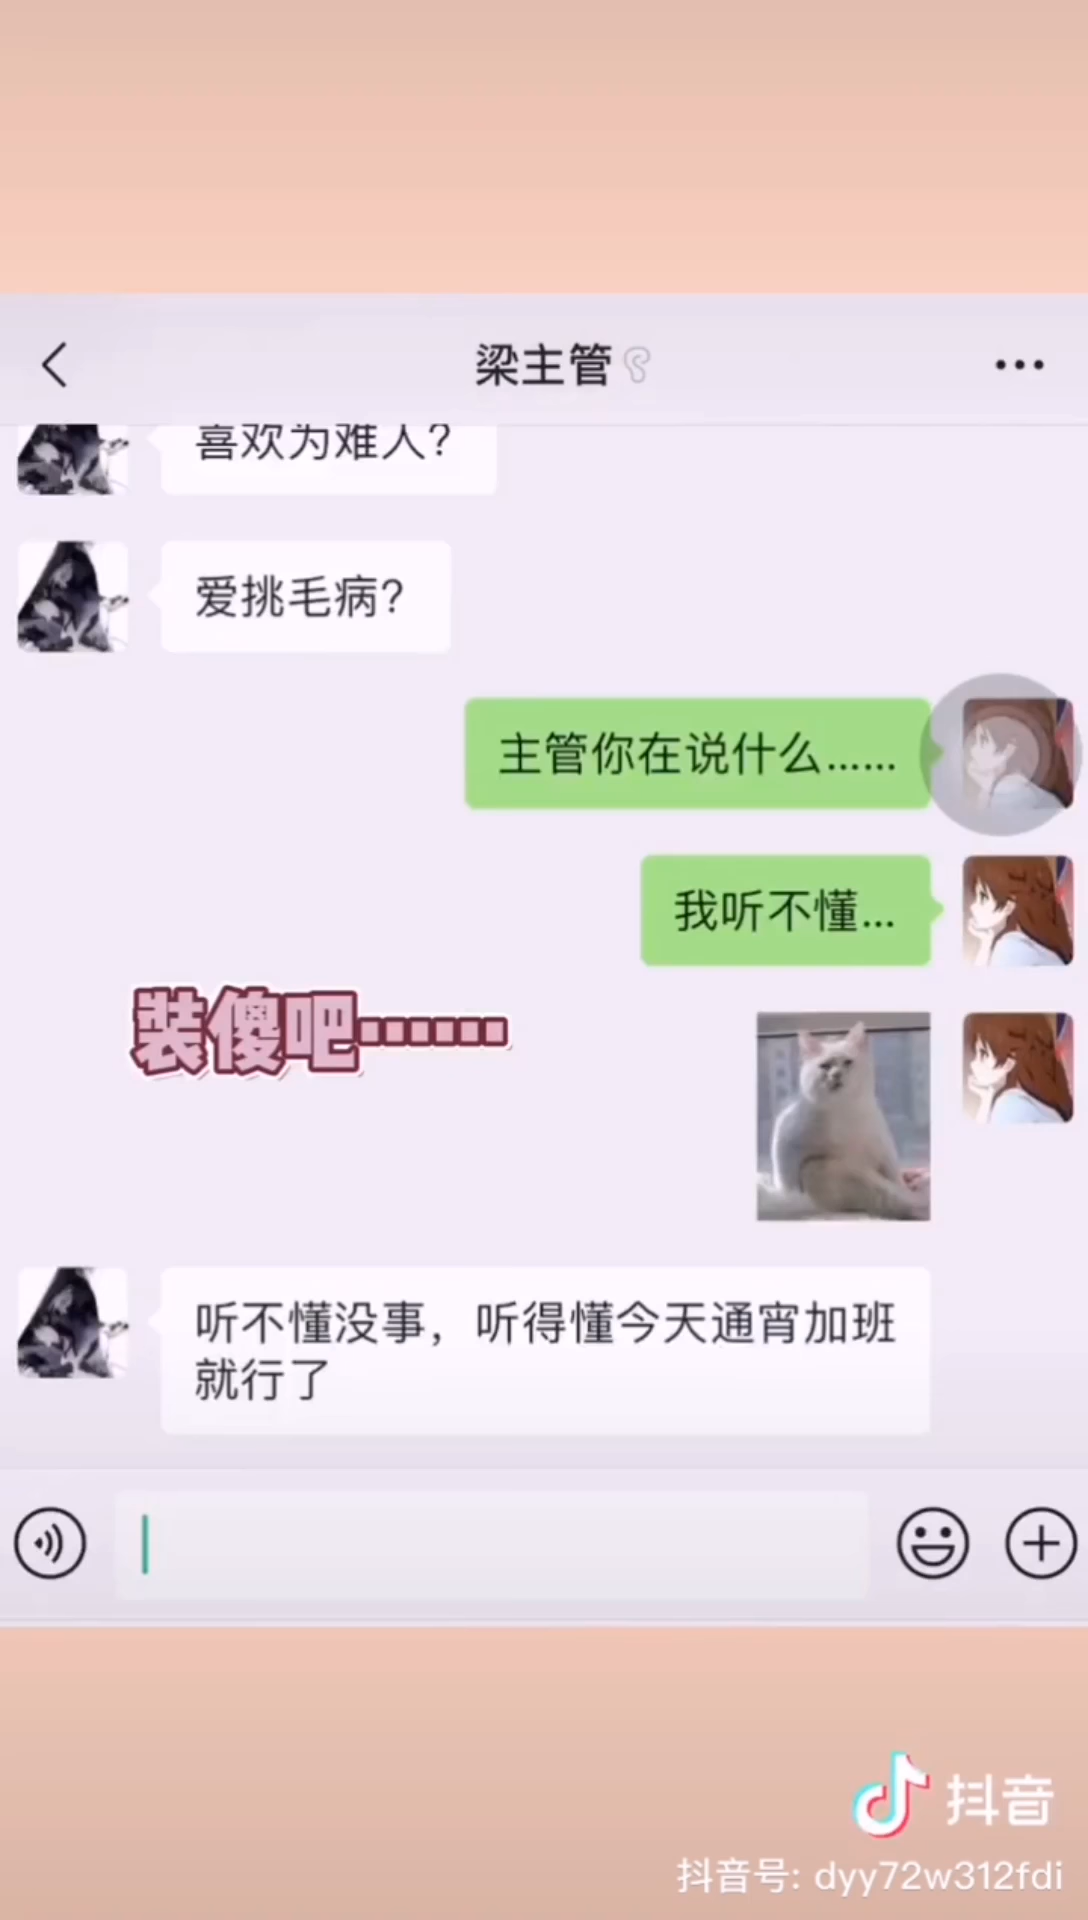 梁主管
喜欢为难人?
爱挑毛病?
主管你在说什么……
我听不懂...
装傻吧······
听不懂没事，听得懂今天通宵加班
就行了
抖音
抖音号: dyy72w312fdi